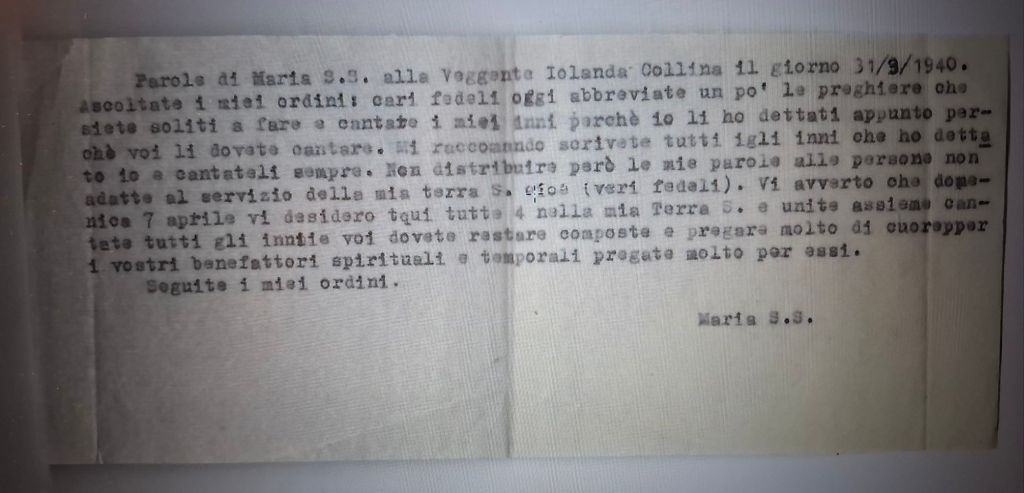 Parole di Maria S.S. alla Veggente Iolanda Collina il giorno 31/3/1940.
Ascoltate i miei ordini: cari fedeli oggi abbreviate un po' le preghiere che
siete soliti a fare e cantate i miei inni perchè io li ho dettati appunto per-
chè voi li dovete cantare. Mi raccomando scrivete tutti igli inni che ho detta
to io e cantateli sempre. Non distribuire però le mie parole alle persone non
adatte al servizio della mia terra S. cioè (veri fedeli). Vi avverto che dome-
nica 7 aprile vi desidero tqui tutte 4 nella mia Terra S. e unite assieme can-
tate tutti gli inniie voi dovete restare composte e pregare molto di cuorepper
i vostri benefattori spirituali e temporali pregate molto per essi.
Seguite i miei ordini.
Maria S.S.